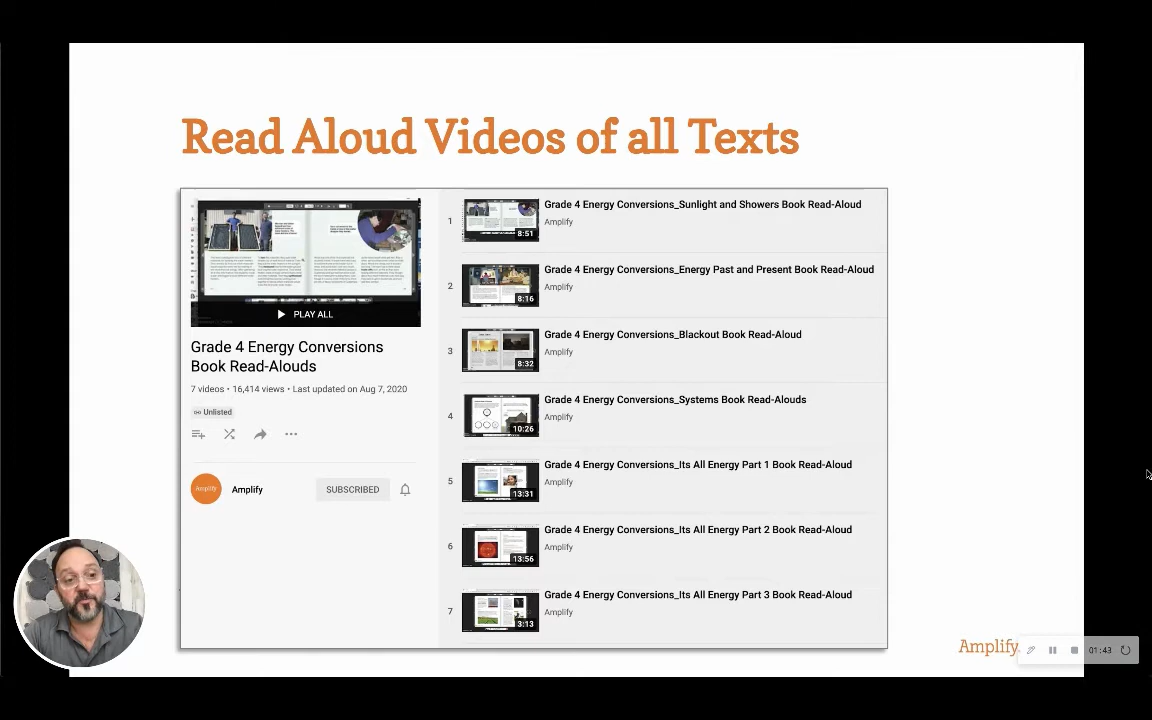 Read Aloud Videos of all Texts
PLAY ALL
Grade 4 Energy Conversions
Book Read-Alouds
7 videos • 16,414 views • Last updated on Aug 7, 2020
Unlisted
Amplify
Amplify
SUBSCRIBED
1
8:51
Grade 4 Energy Conversions_Sunlight and Showers Book Read-Aloud
Amplify
2
8:16
Grade 4 Energy Conversions_Energy Past and Present Book Read-Aloud
Amplify
3
8:32
Grade 4 Energy Conversions_Blackout Book Read-Aloud
Amplify
4
10:26
Grade 4 Energy Conversions_Systems Book Read-Alouds
Amplify
5
13:31
Grade 4 Energy Conversions_Its All Energy Part 1 Book Read-Aloud
Amplify
6
13:56
Grade 4 Energy Conversions_Its All Energy Part 2 Book Read-Aloud
Amplify
7
3:13
Grade 4 Energy Conversions_Its All Energy Part 3 Book Read-Aloud
Amplify
Amplify.
01:43